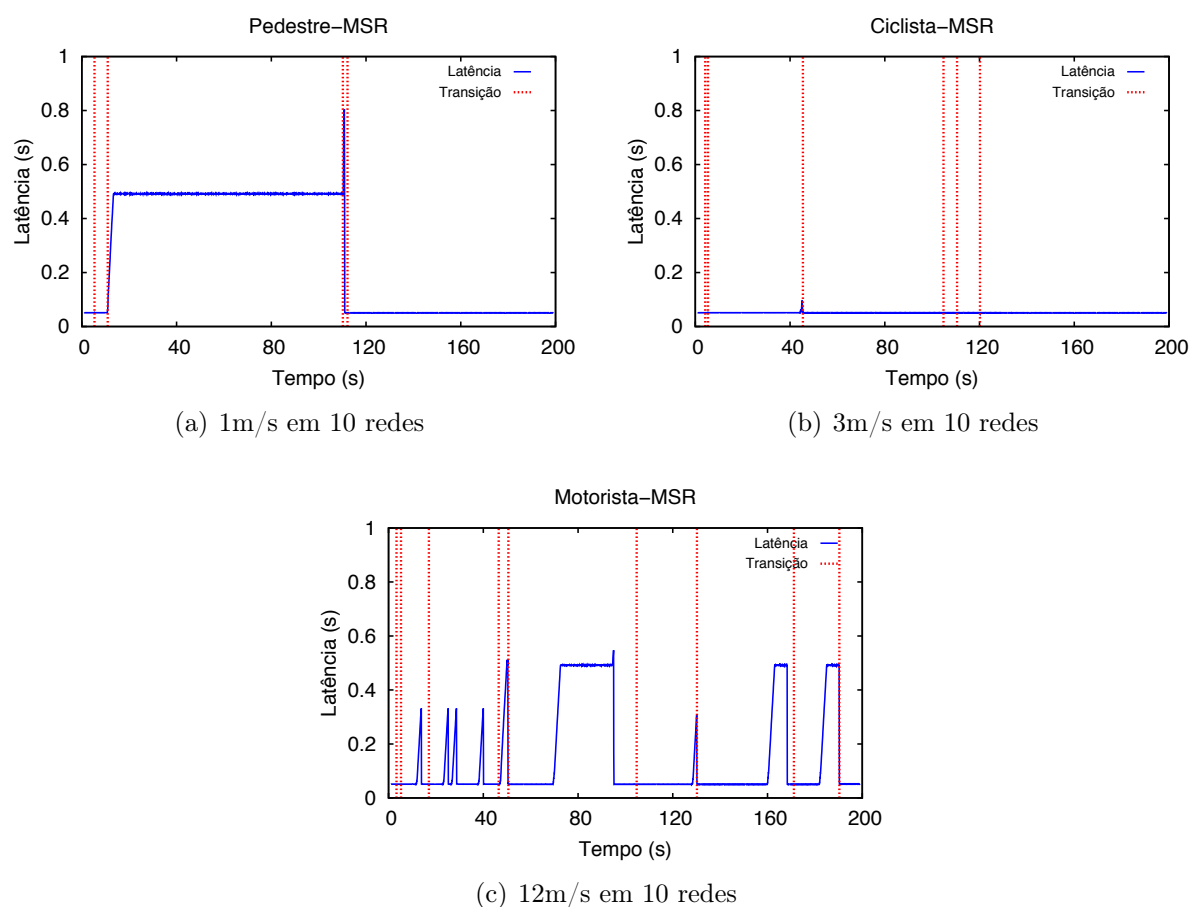 Pedestre-MSR
Latência (s)
1
0.8
0.6
0.4
0.2
0
Latência
Transição
0 40 80 120 160 200
Tempo (s)
(a) 1m/s em 10 redes
Ciclista-MSR
Latência (s)
1
0.8
0.6
0.4
0.2
0
Latência
Transição
0 40 80 120 160 200
Tempo (s)
(b) 3m/s em 10 redes
Motorista-MSR
Latência (s)
1
0.8
0.6
0.4
0.2
0
Latência
Transição
0 40 80 120 160 200
Tempo (s)
(c) 12m/s em 10 redes